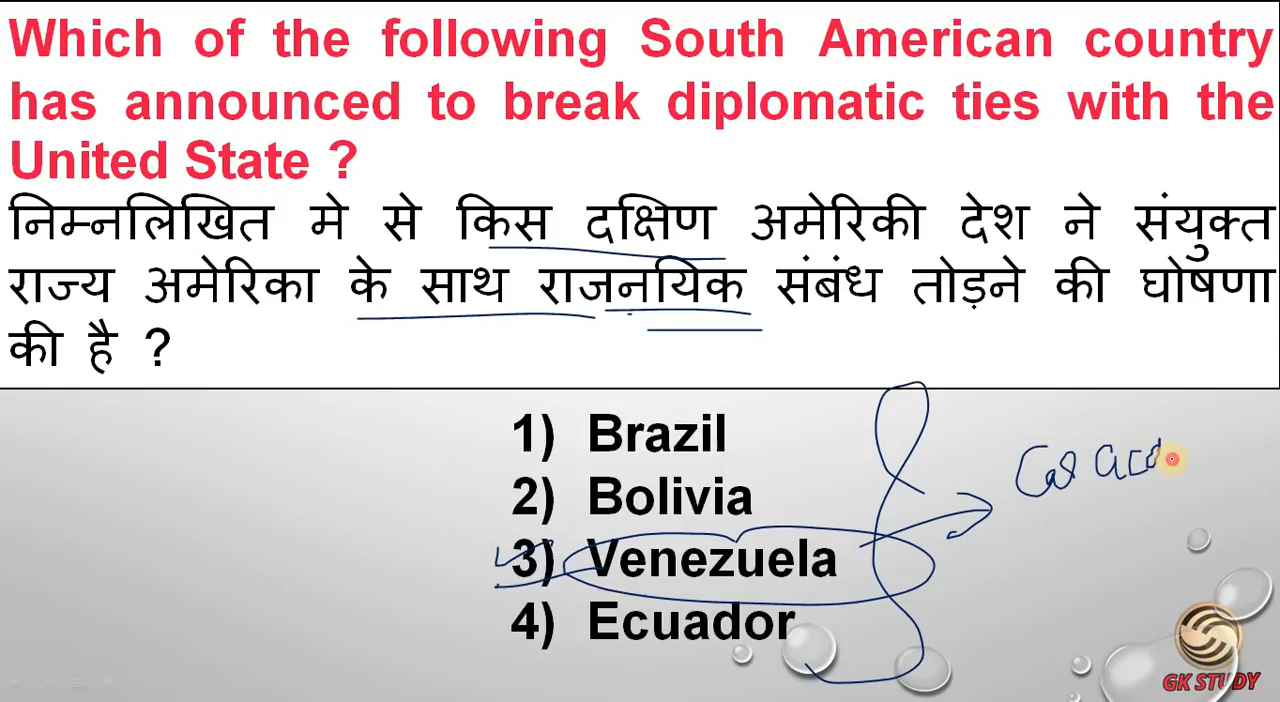 Which of the following South American country
has announced to break diplomatic ties with the
United State ?
निम्नलिखित मे से किस दक्षिण अमेरिकी देश ने संयुक्त
राज्य अमेरिका के साथ राजनयिक संबंध तोड़ने की घोषणा
की है ?
1) Brazil
2) Bolivia
3) Venezuela
4) Ecuador
GK STUDY